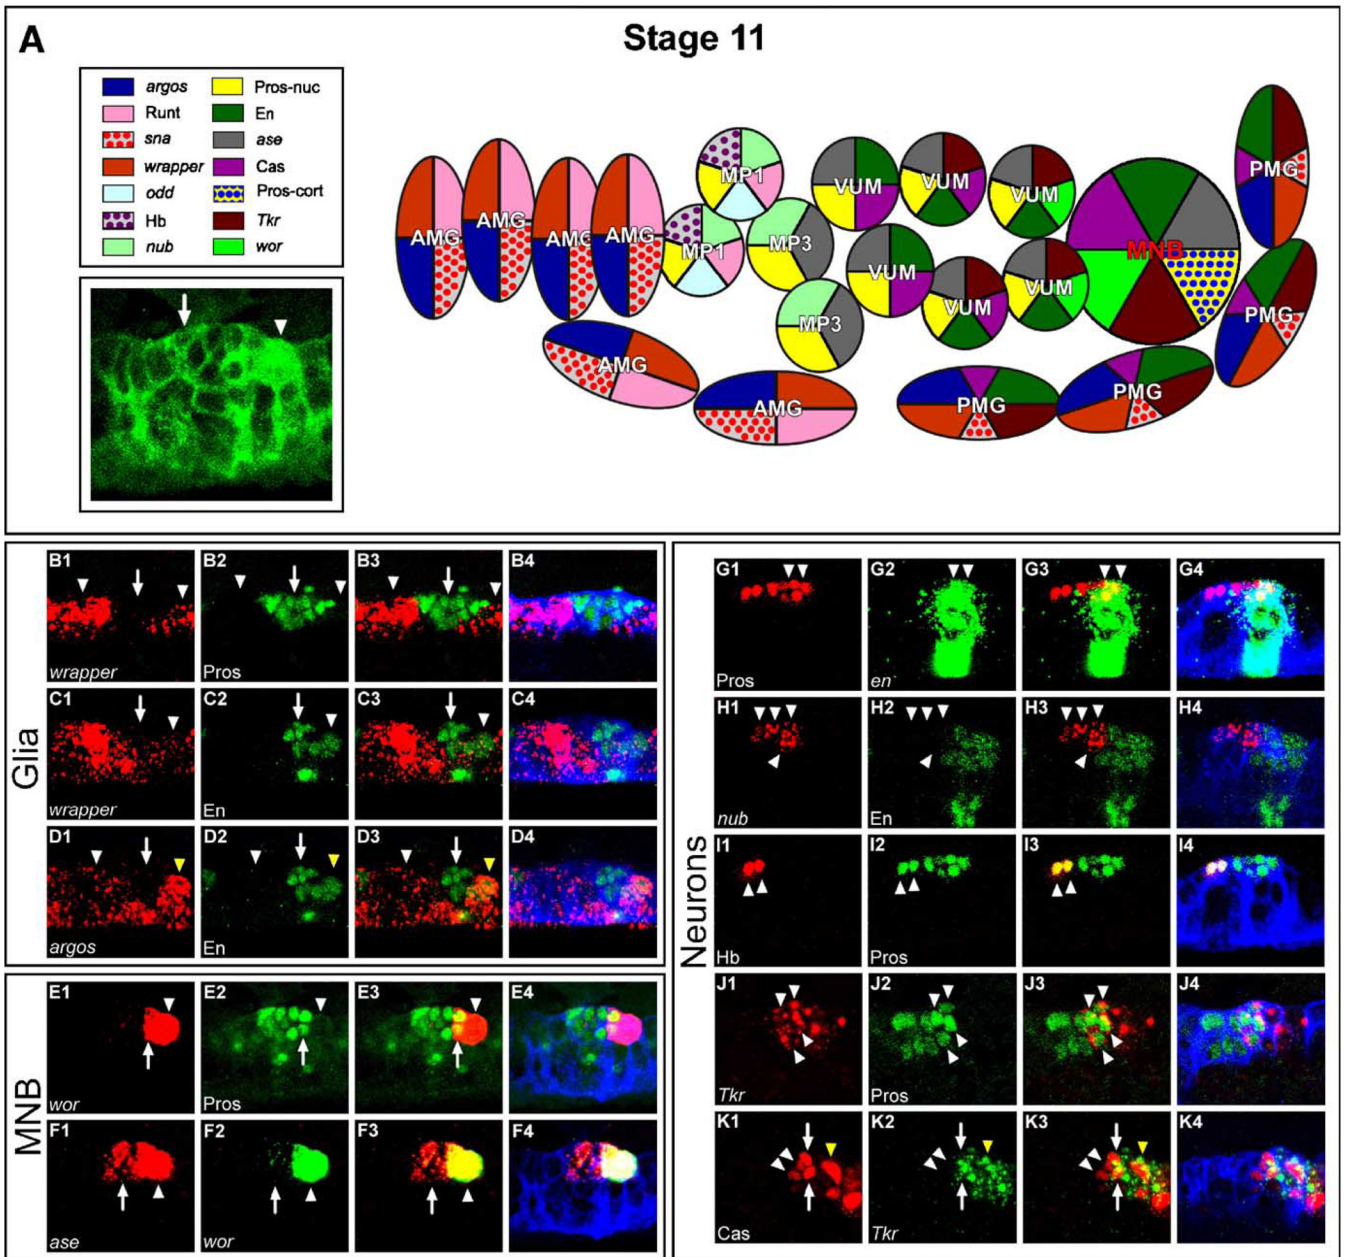 A
Stage 11
argos Pros-nuc
Runt En
sna ase
wrapper Cas
odd Pros-cort
Hb Tkr
nub wor
AMG AMG AMG AMG
MP1 MP1
MP3 MP3
VUM VUM VUM
VUM VUM VUM
MNB
PMG
PMG
AMG
AMG
PMG
PMG
Glia
B1 B2 B3 B4
wrapper Pros
C1 C2 C3 C4
wrapper En
D1 D2 D3 D4
argos En
MNB
E1 E2 E3 E4
wor Pros
F1 F2 F3 F4
ase wor
Neurons
G1 G2 G3 G4
Pros en
H1 H2 H3 H4
nub En
I1 I2 I3 I4
Hb Pros
J1 J2 J3 J4
Tkr Pros
K1 K2 K3 K4
Cas Tkr